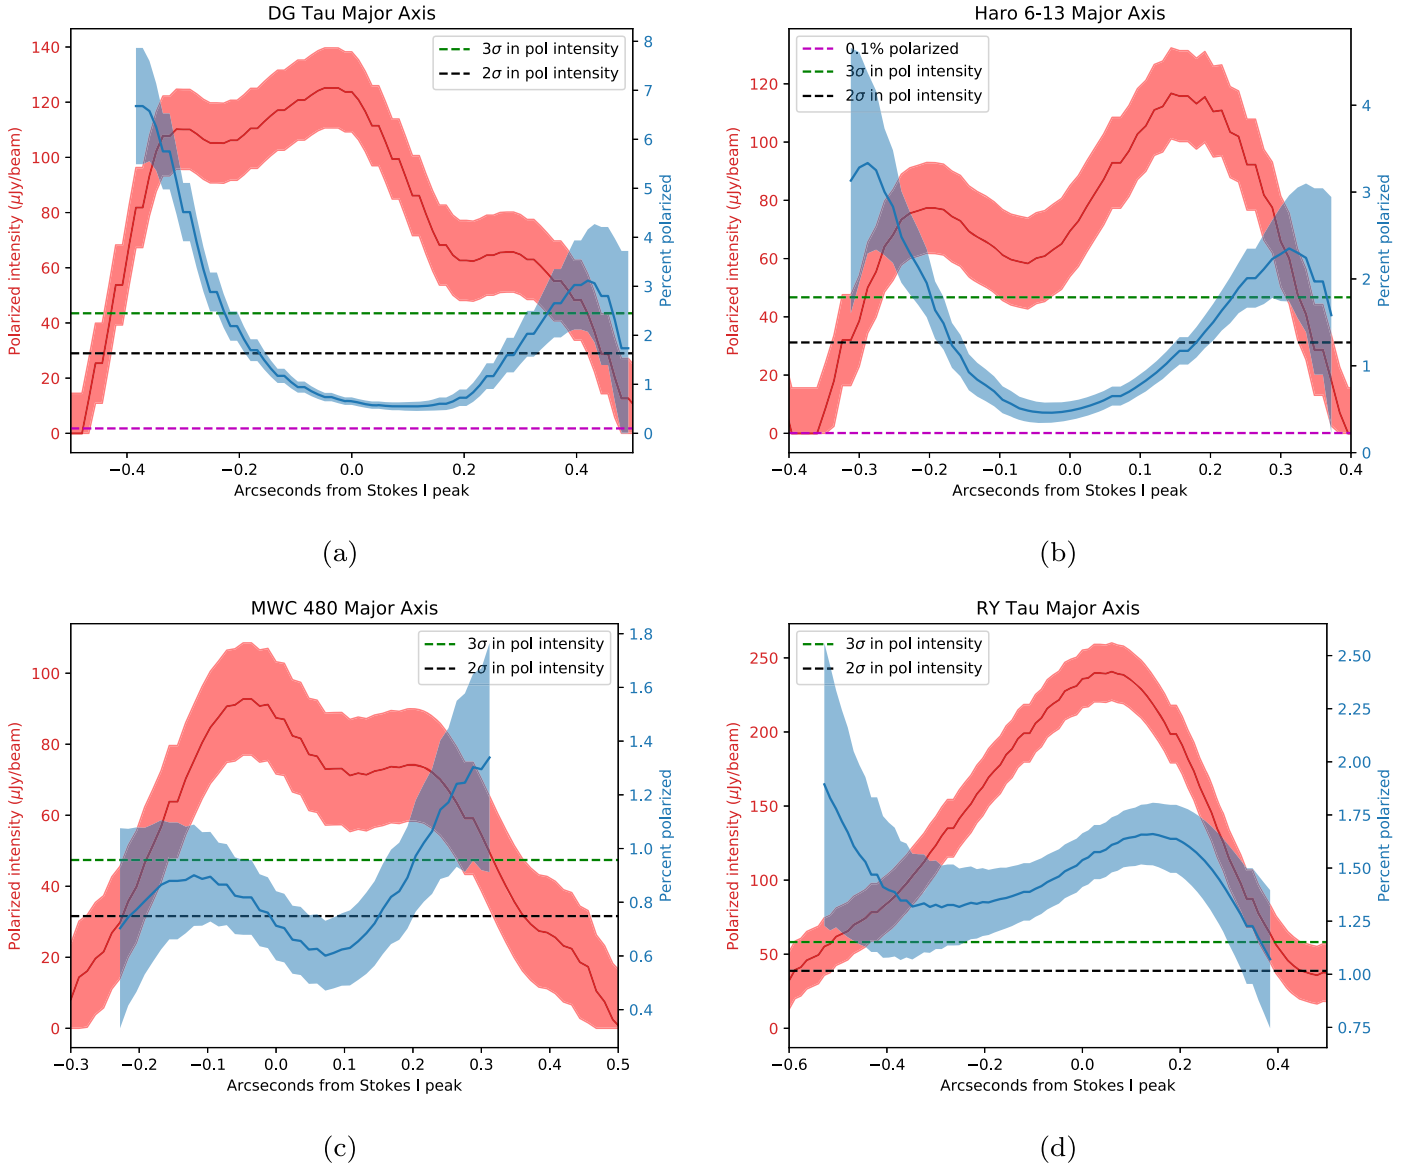 DG Tau Major Axis
3σ in pol intensity
2σ in pol intensity
Polarized intensity (μJy/beam)
0
20
40
60
80
100
120
140
Percent polarized
0
1
2
3
4
5
6
7
8
−0.4
−0.2
0.0
0.2
0.4
Arcseconds from Stokes I peak
(a)
Haro 6-13 Major Axis
0.1% polarized
3σ in pol intensity
2σ in pol intensity
Polarized intensity (μJy/beam)
0
20
40
60
80
100
120
Percent polarized
0
1
2
3
4
−0.4
−0.3
−0.2
−0.1
0.0
0.1
0.2
0.3
0.4
Arcseconds from Stokes I peak
(b)
MWC 480 Major Axis
3σ in pol intensity
2σ in pol intensity
Polarized intensity (μJy/beam)
0
20
40
60
80
100
Percent polarized
0.4
0.6
0.8
1.0
1.2
1.4
1.6
1.8
−0.3
−0.2
−0.1
0.0
0.1
0.2
0.3
0.4
0.5
Arcseconds from Stokes I peak
(c)
RY Tau Major Axis
3σ in pol intensity
2σ in pol intensity
Polarized intensity (μJy/beam)
0
50
100
150
200
250
Percent polarized
0.75
1.00
1.25
1.50
1.75
2.00
2.25
2.50
−0.6
−0.4
−0.2
0.0
0.2
0.4
Arcseconds from Stokes I peak
(d)